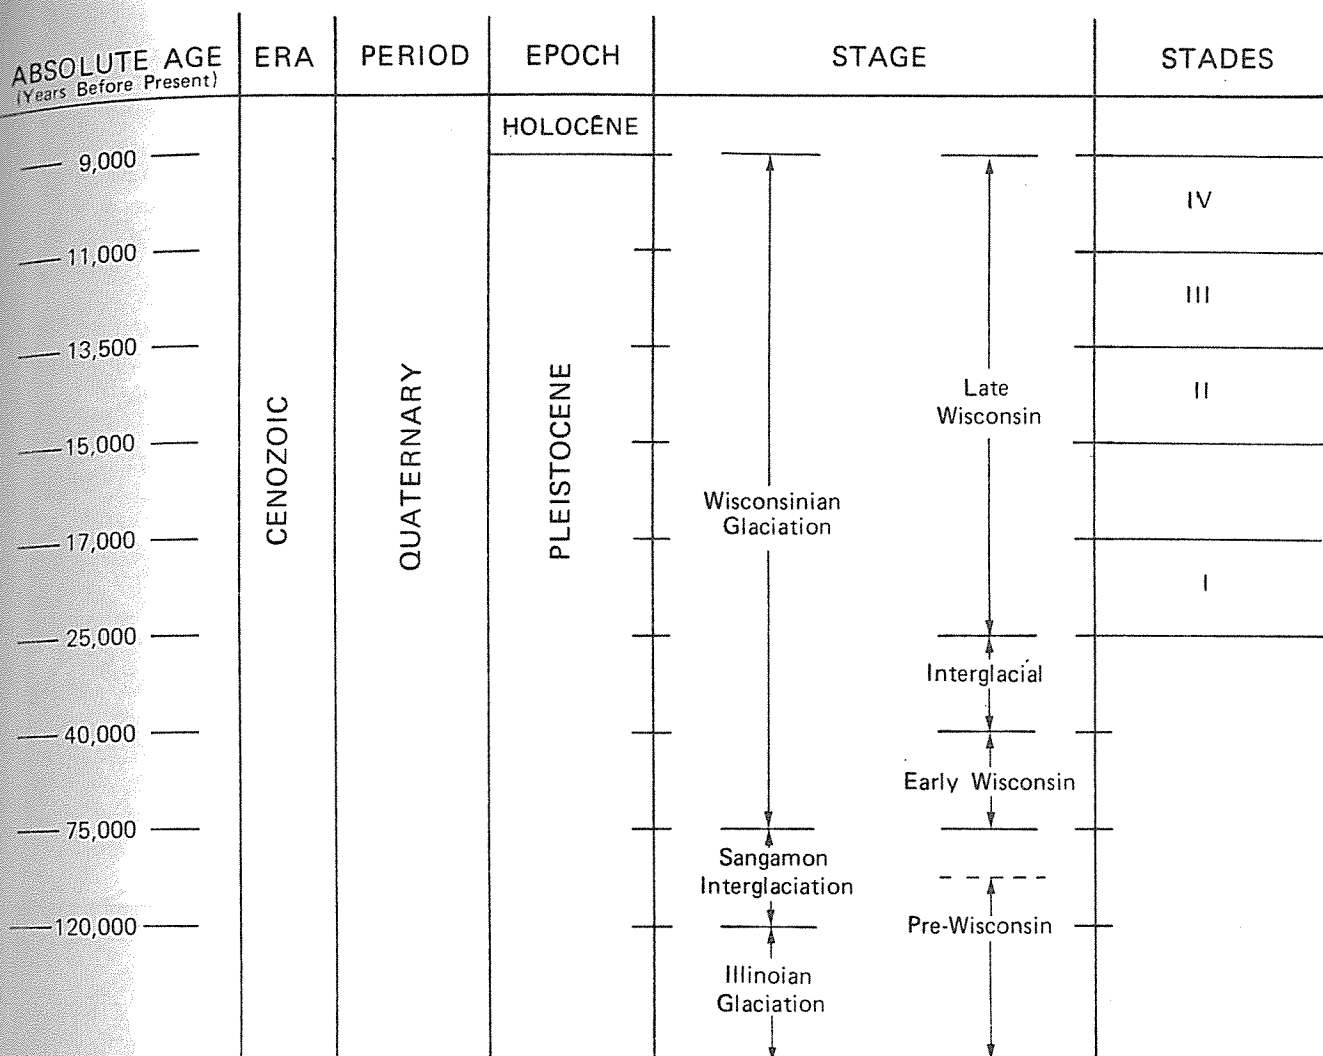 ABSOLUTE AGE
(Years Before Present)
ERA
PERIOD
EPOCH
STAGE
STADES
HOLOCENE
9,000
IV
11,000
III
13,500
II
15,000
17,000
I
25,000
40,000
75,000
120,000
CENOZOIC
QUATERNARY
PLEISTOCENE
Wisconsinian
Glaciation
Sangamon
Interglaciation
Illinoian
Glaciation
Late
Wisconsin
Interglacial
Early Wisconsin
Pre-Wisconsin